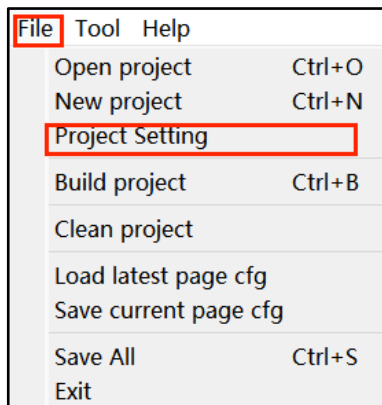 File Tool Help
Open project Ctrl+O
New project Ctrl+N
Project Setting
Build project Ctrl+B
Clean project
Load latest page cfg
Save current page cfg
Save All Ctrl+S
Exit